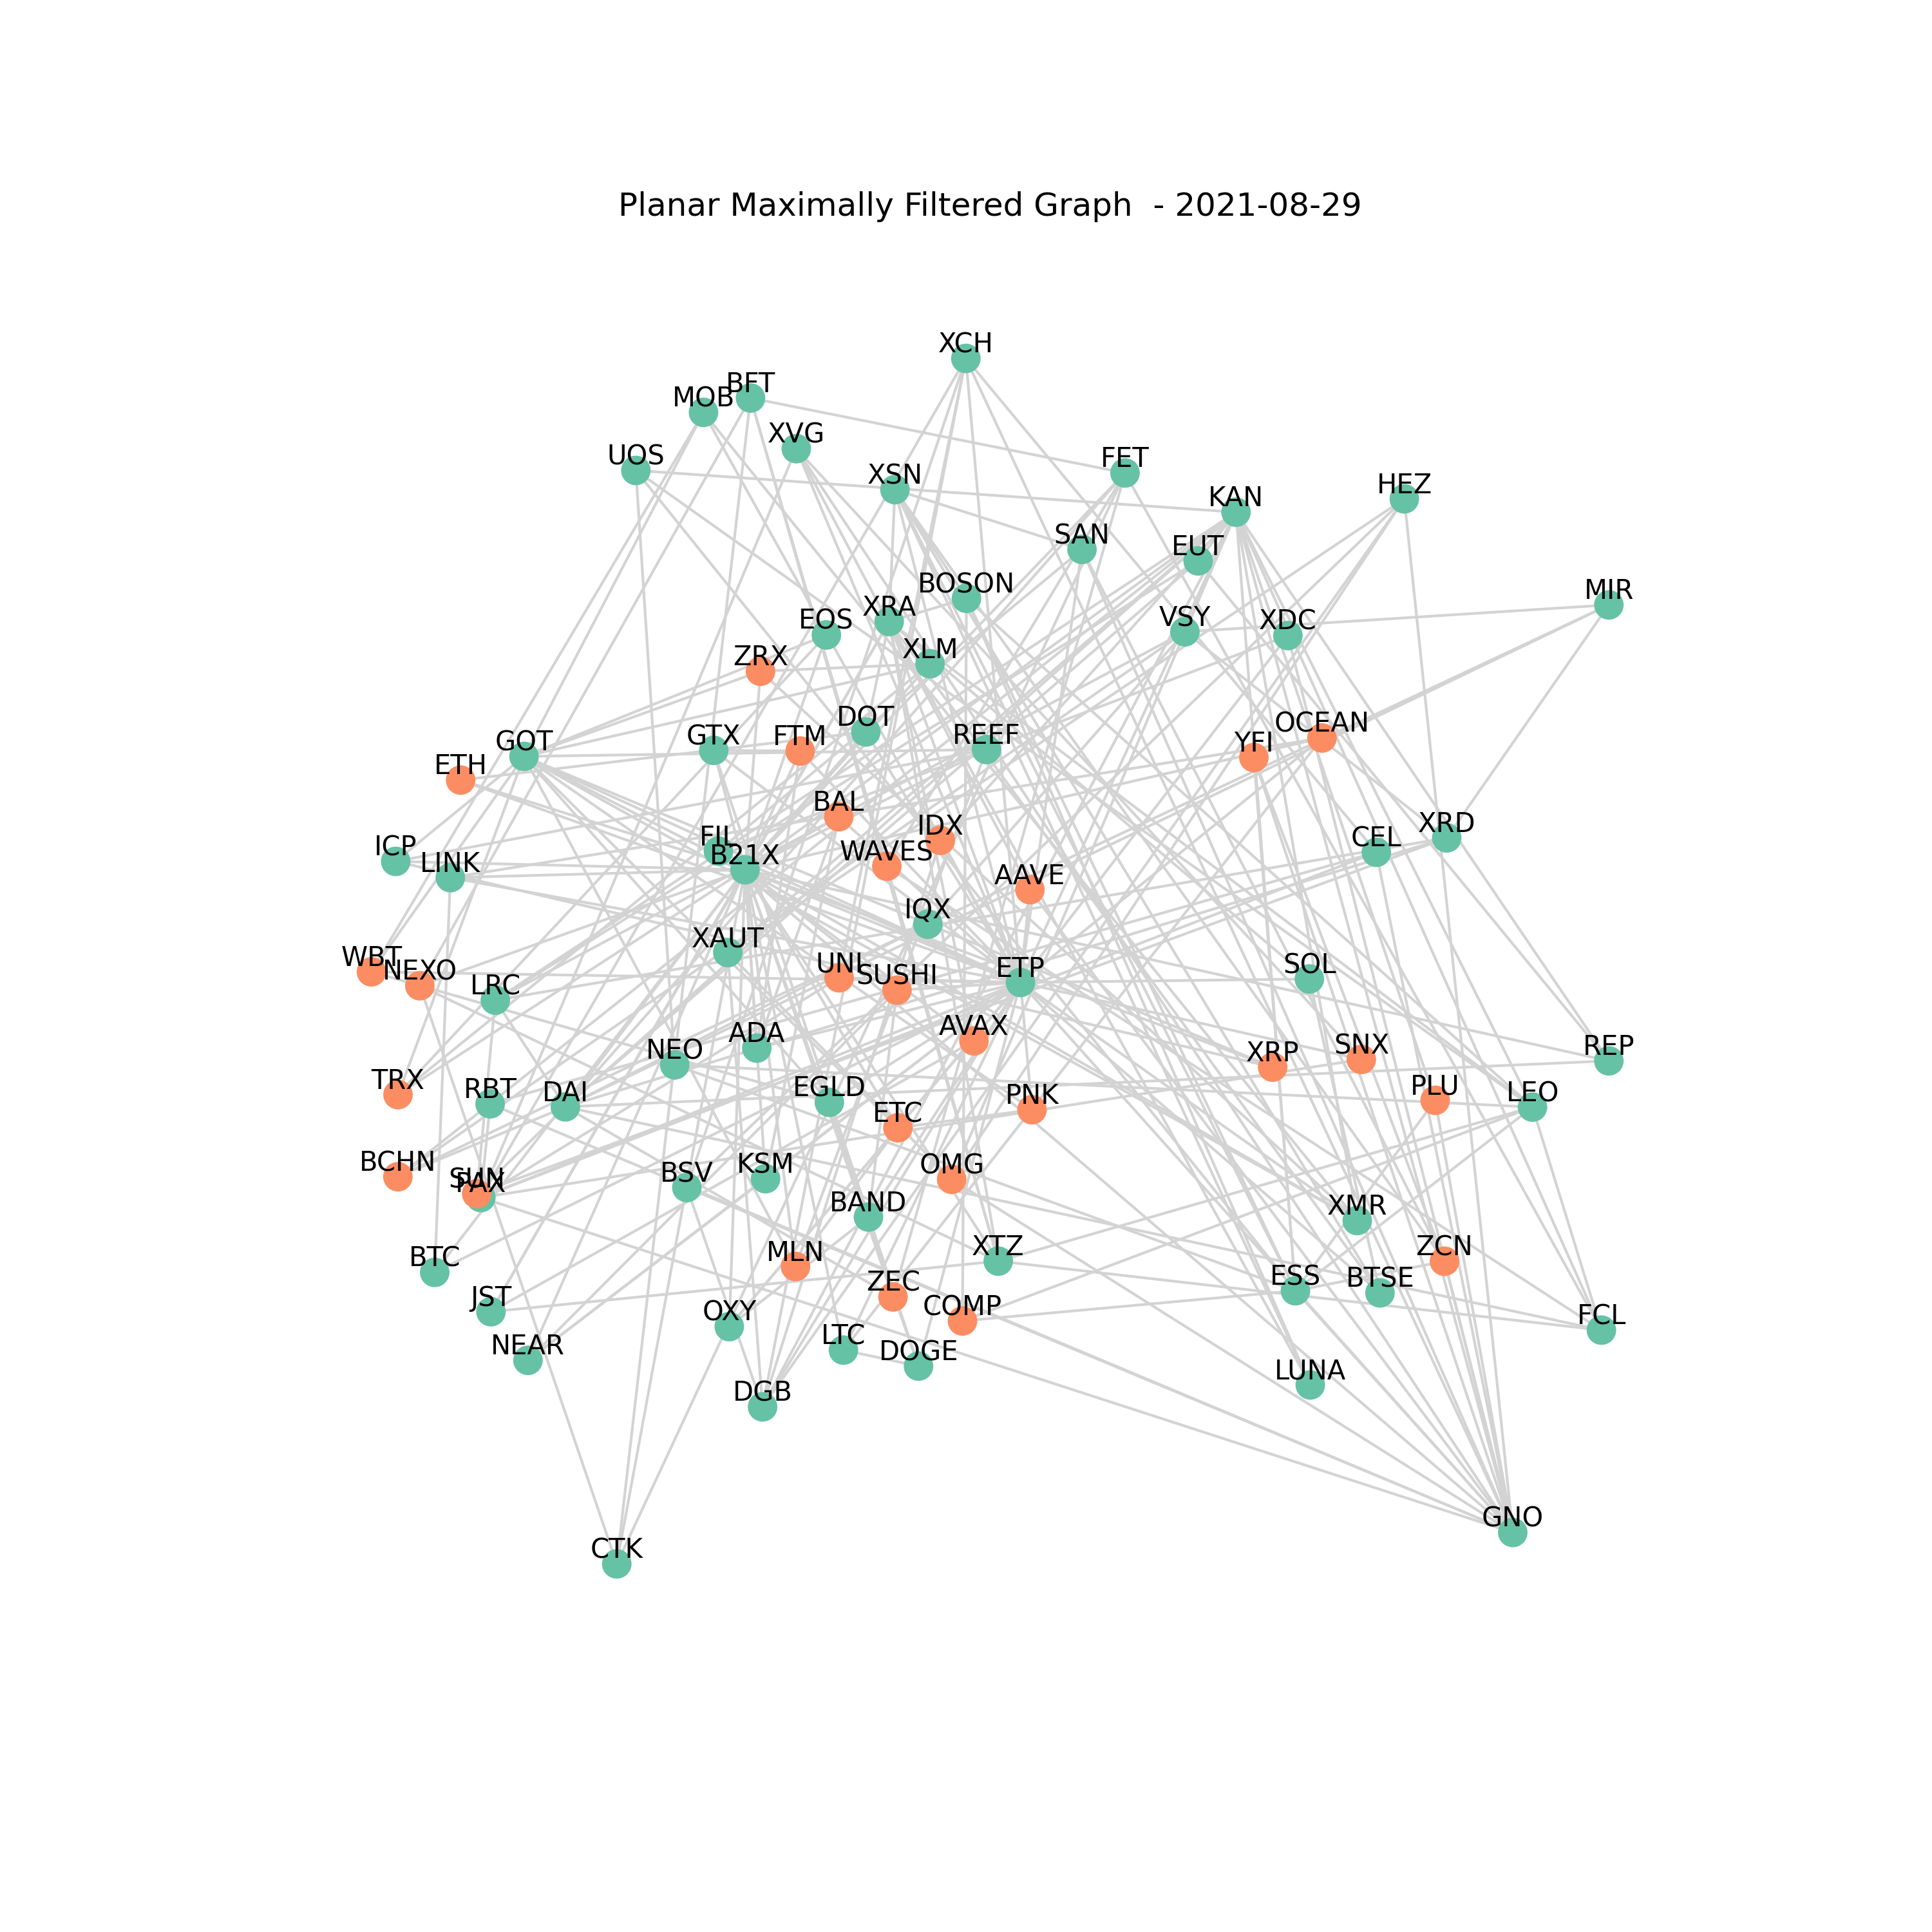 Planar Maximally Filtered Graph - 2021-08-29
XCH
BFT
MOB
XVG
UOS
FET
XSN
HEZ
KAN
SAN
EUT
BOSON
MIR
XRA
VSY
EOS
XDC
XLM
ZRX
DOT
OCEAN
GTX
FTM
REEF
GOT
YFI
ETH
BAL
IDX
XRD
FIL
CEL
ICP
B21X
WAVES
LINK
AAVE
IQX
XAUT
WBT
UNI
SOL
ETP
NEXO
SUSHI
LRC
AVAX
ADA
SNX
REP
NEO
XRP
TRX
PLU
RBT
DAI
EGLD
PNK
LEO
ETC
BCHN
KSM
OMG
BSV
SUN
PAX
BAND
XMR
XTZ
ZCN
BTC
MLN
ESS
BTSE
ZEC
JST
OXY
COMP
FCL
LTC
NEAR
DOGE
LUNA
DGB
GNO
CTK